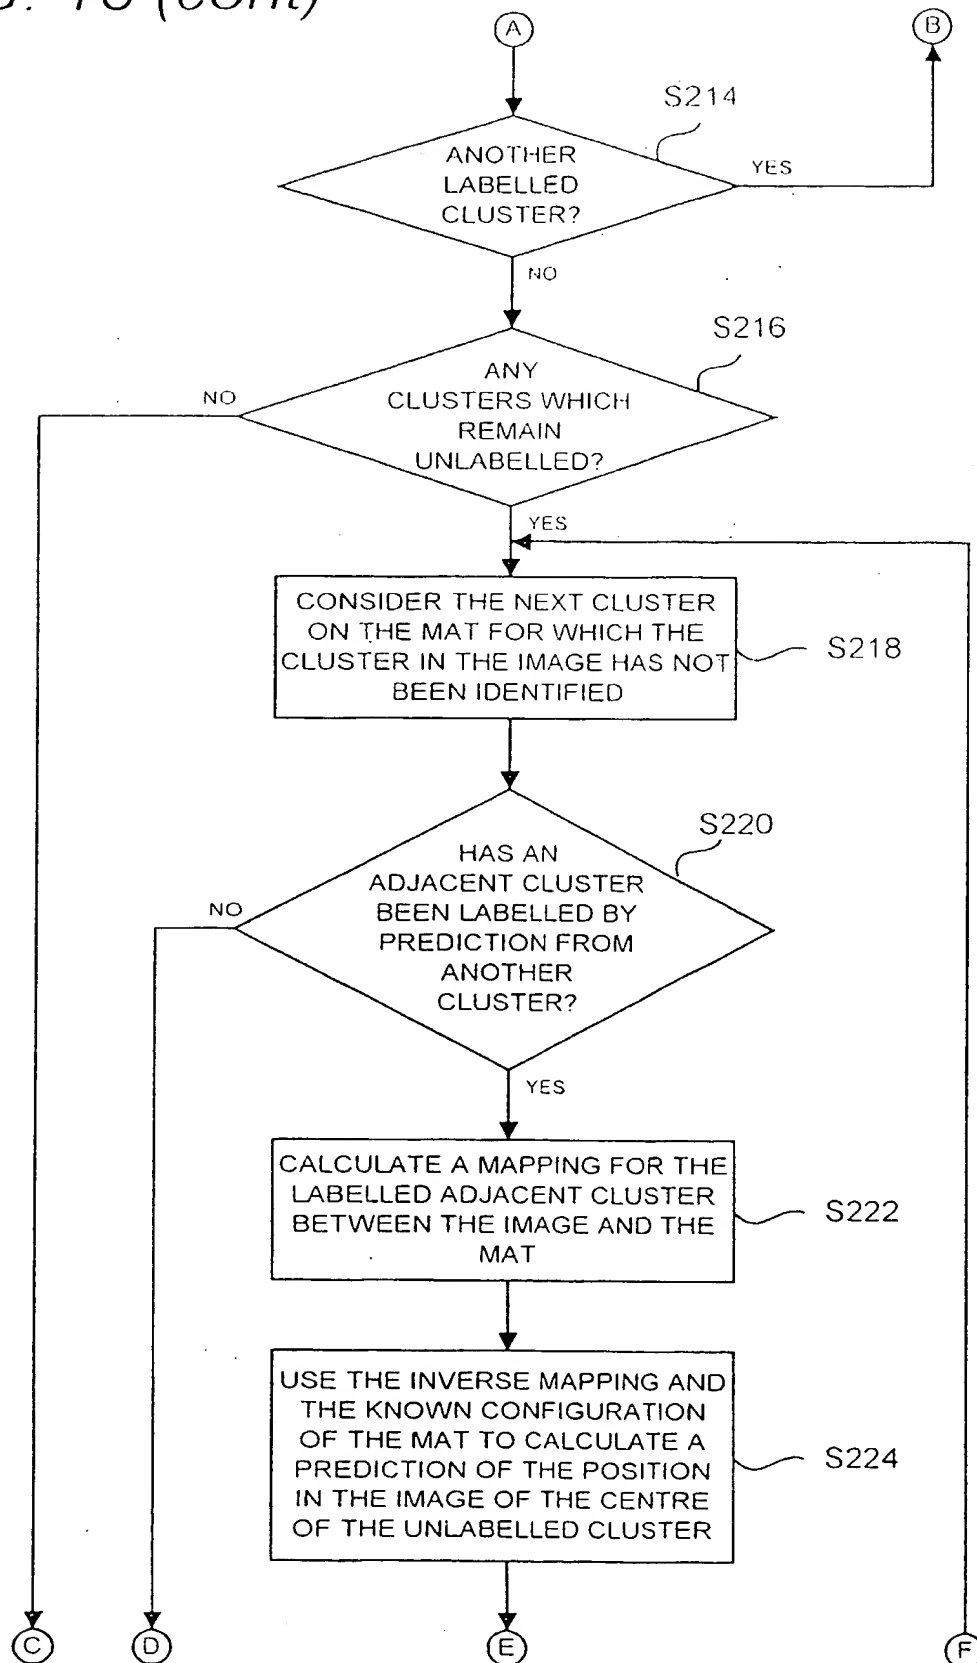 (cont)
A
B
S214
ANOTHER
LABELLED
CLUSTER?
YES
NO
S216
ANY
CLUSTERS WHICH
REMAIN
UNLABELLED?
NO
YES
CONSIDER THE NEXT CLUSTER
ON THE MAT FOR WHICH THE
CLUSTER IN THE IMAGE HAS NOT
BEEN IDENTIFIED
S218
S220
HAS AN
ADJACENT CLUSTER
BEEN LABELLED BY
PREDICTION FROM
ANOTHER
CLUSTER?
NO
YES
CALCULATE A MAPPING FOR THE
LABELLED ADJACENT CLUSTER
BETWEEN THE IMAGE AND THE
MAT
S222
USE THE INVERSE MAPPING AND
THE KNOWN CONFIGURATION
OF THE MAT TO CALCULATE A
PREDICTION OF THE POSITION
IN THE IMAGE OF THE CENTRE
OF THE UNLABELLED CLUSTER
S224
C
D
E
F